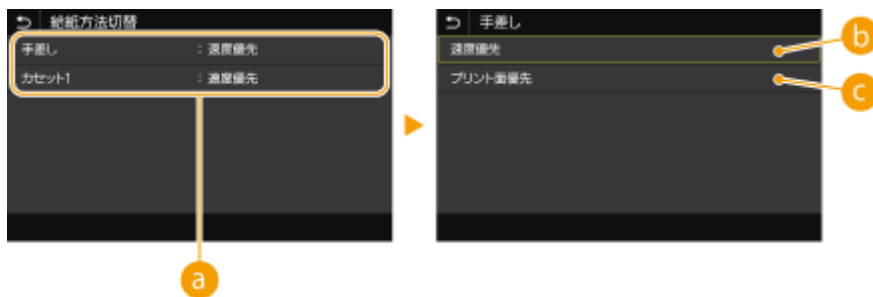 給紙方法切替
手差し : 速度優先
カセット1 : 速度優先
a
手差し
速度優先
プリント面優先
b
c